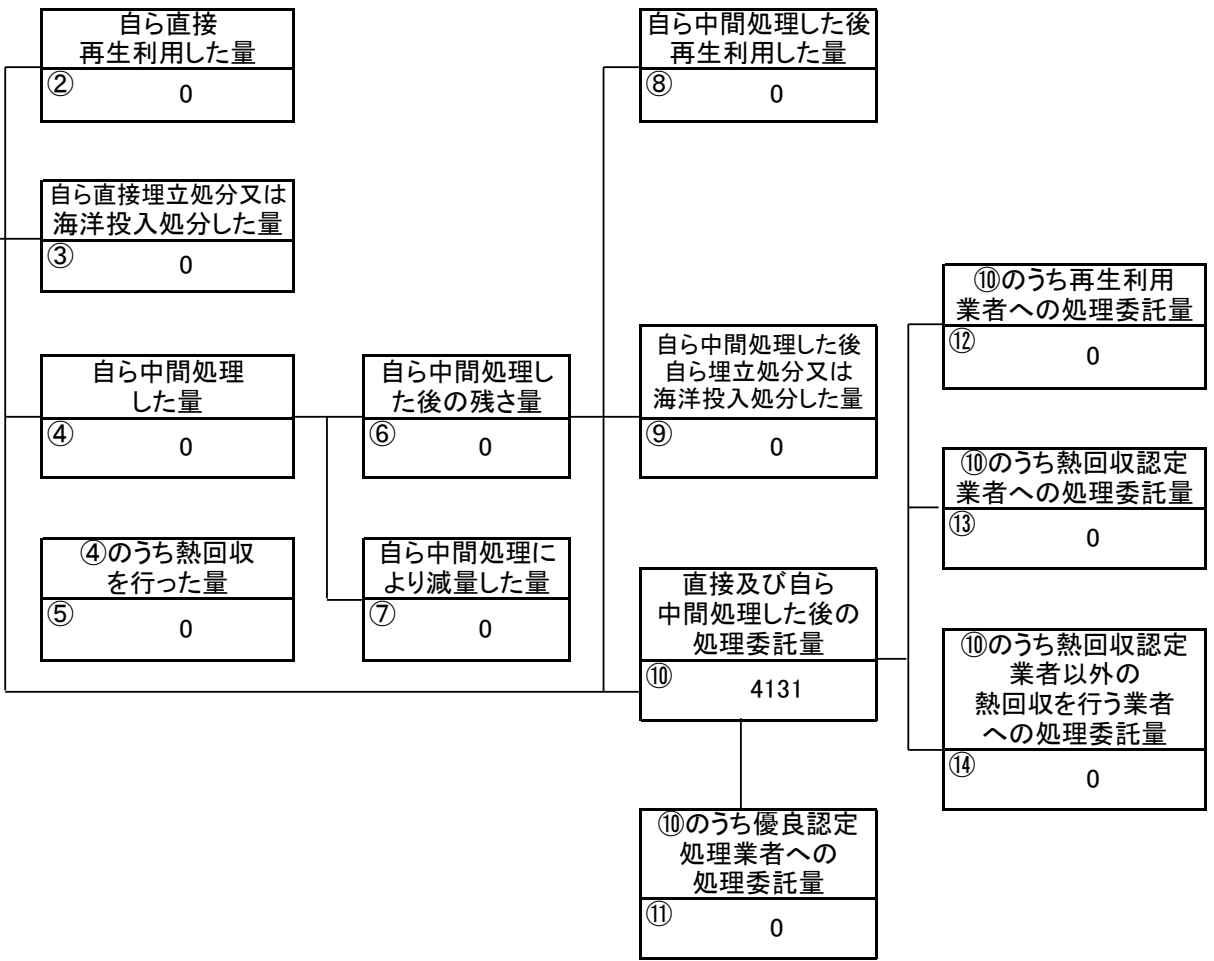 自ら直接
再生利用した量
②
0
自ら直接埋立処分又は
海洋投入処分した量
③
0
自ら中間処理
した量
④
0
④のうち熱回収
を行った量
⑤
0
自ら中間処理し
た後の残さ量
⑥
0
自ら中間処理に
より減量した量
⑦
0
自ら中間処理した後
再生利用した量
⑧
0
自ら中間処理した後
自ら埋立処分又は
海洋投入処分した量
⑨
0
直接及び自ら
中間処理した後の
処理委託量
⑩
4131
⑩のうち優良認定
処理業者への
処理委託量
⑪
0
⑩のうち再生利用
業者への処理委託量
⑫
0
⑩のうち熱回収認定
業者への処理委託量
⑬
0
⑩のうち熱回収認定
業者以外の
熱回収を行う業者
への処理委託量
⑭
0